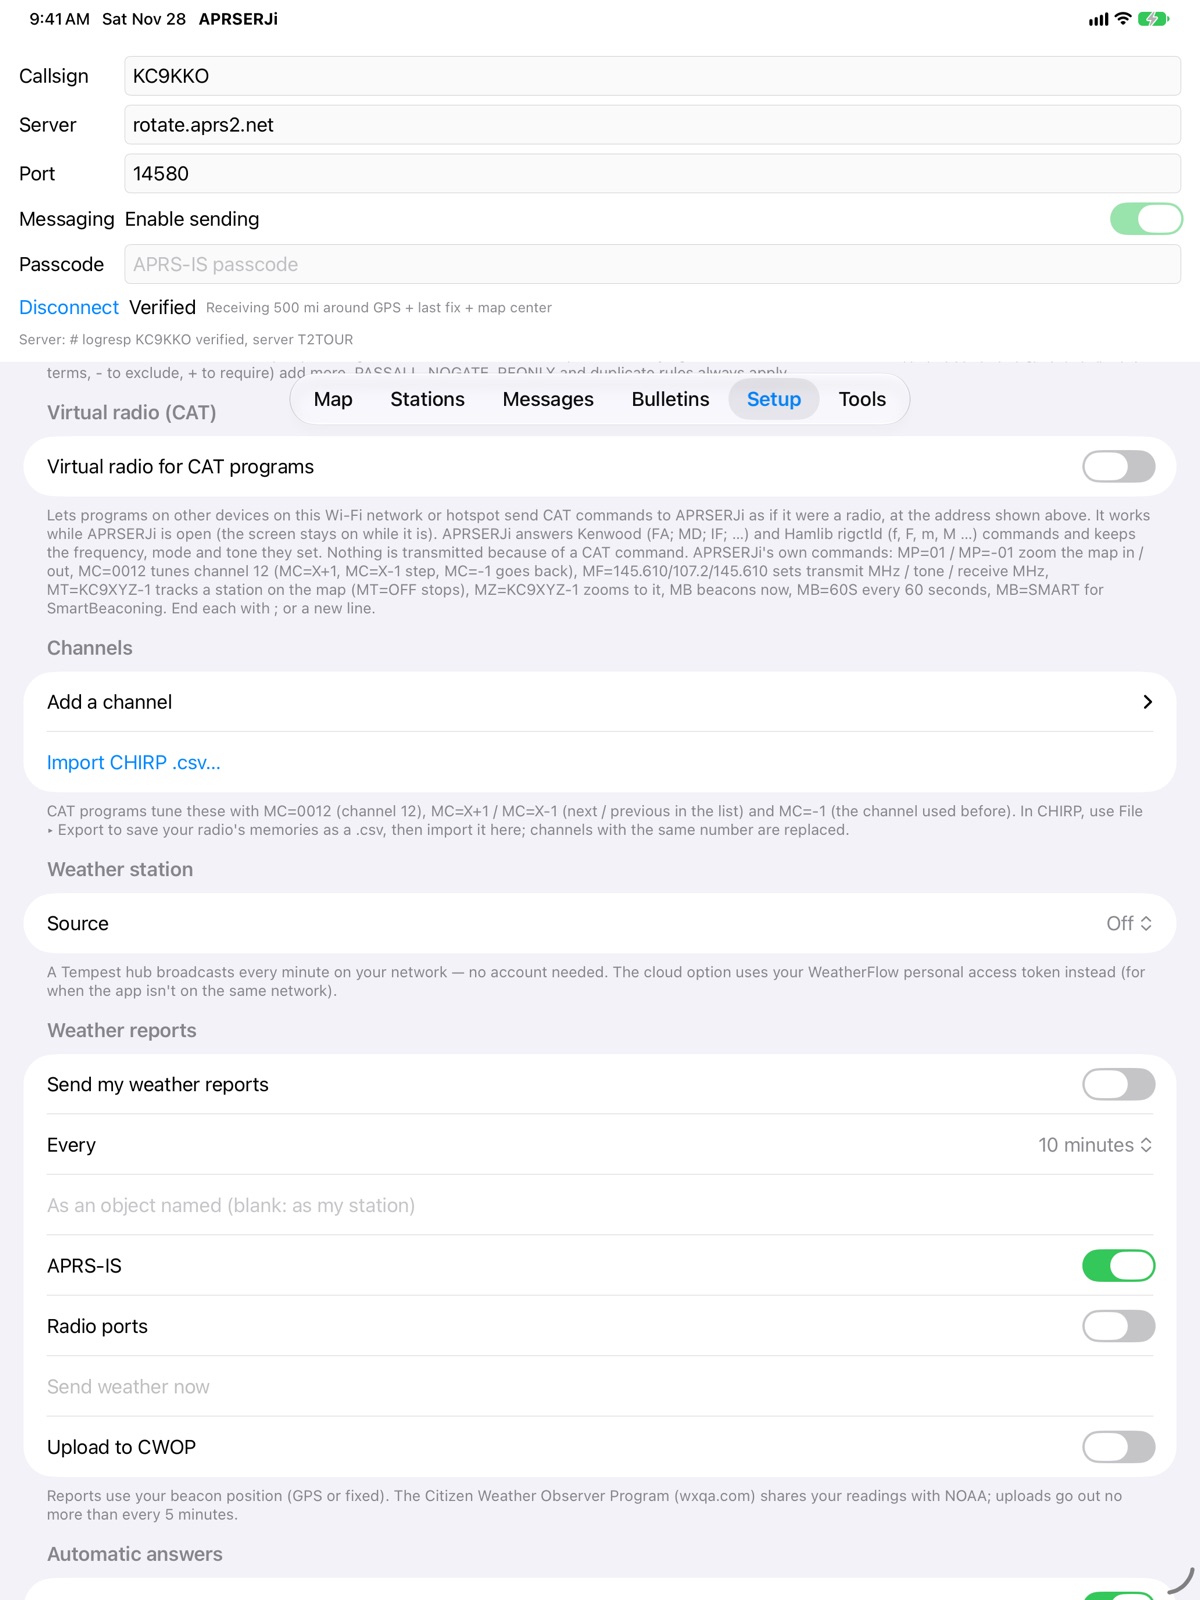 9:41 AM Sat Nov 28 APRSERJi
Callsign KC9KKO
Server rotate.aprs2.net
Port 14580
Messaging Enable sending
Passcode APRS-IS passcode
Disconnect Verified Receiving 500 mi around GPS + last fix + map center
Server: # logresp KC9KKO verified, server T2TOUR
terms, - to exclude, + to require) add more. PASSALL, NOGATE, RFONLY and duplicate rules always apply.
Map Stations Messages Bulletins Setup Tools
Virtual radio (CAT)
Virtual radio for CAT programs
Lets programs on other devices on this Wi-Fi network or hotspot send CAT commands to APRSERJi as if it were a radio, at the address shown above. It works
while APRSERJi is open (the screen stays on while it is). APRSERJi answers Kenwood (FA; MD; IF; ...) and Hamlib rigctld (f, F, m, M ...) commands and keeps
the frequency, mode and tone they set. Nothing is transmitted because of a CAT command. APRSERJi's own commands: MP=01 / MP=-01 zoom the map in /
out, MC=0012 tunes channel 12 (MC=X+1, MC=X-1 step, MC=-1 goes back), MF=145.610/107.2/145.610 sets transmit MHz / tone / receive MHz,
MT=KC9XYZ-1 tracks a station on the map (MT=OFF stops), MZ=KC9XYZ-1 zooms to it, MB beacons now, MB=60S every 60 seconds, MB=SMART for
SmartBeaconing. End each with ; or a new line.
Channels
Add a channel
Import CHIRP .csv...
CAT programs tune these with MC=0012 (channel 12), MC=X+1 / MC=X-1 (next / previous in the list) and MC=-1 (the channel used before). In CHIRP, use File
▸ Export to save your radio's memories as a .csv, then import it here; channels with the same number are replaced.
Weather station
Source Off
A Tempest hub broadcasts every minute on your network — no account needed. The cloud option uses your WeatherFlow personal access token instead (for
when the app isn't on the same network).
Weather reports
Send my weather reports
Every 10 minutes
As an object named (blank: as my station)
APRS-IS
Radio ports
Send weather now
Upload to CWOP
Reports use your beacon position (GPS or fixed). The Citizen Weather Observer Program (wxqa.com) shares your readings with NOAA; uploads go out no
more than every 5 minutes.
Automatic answers